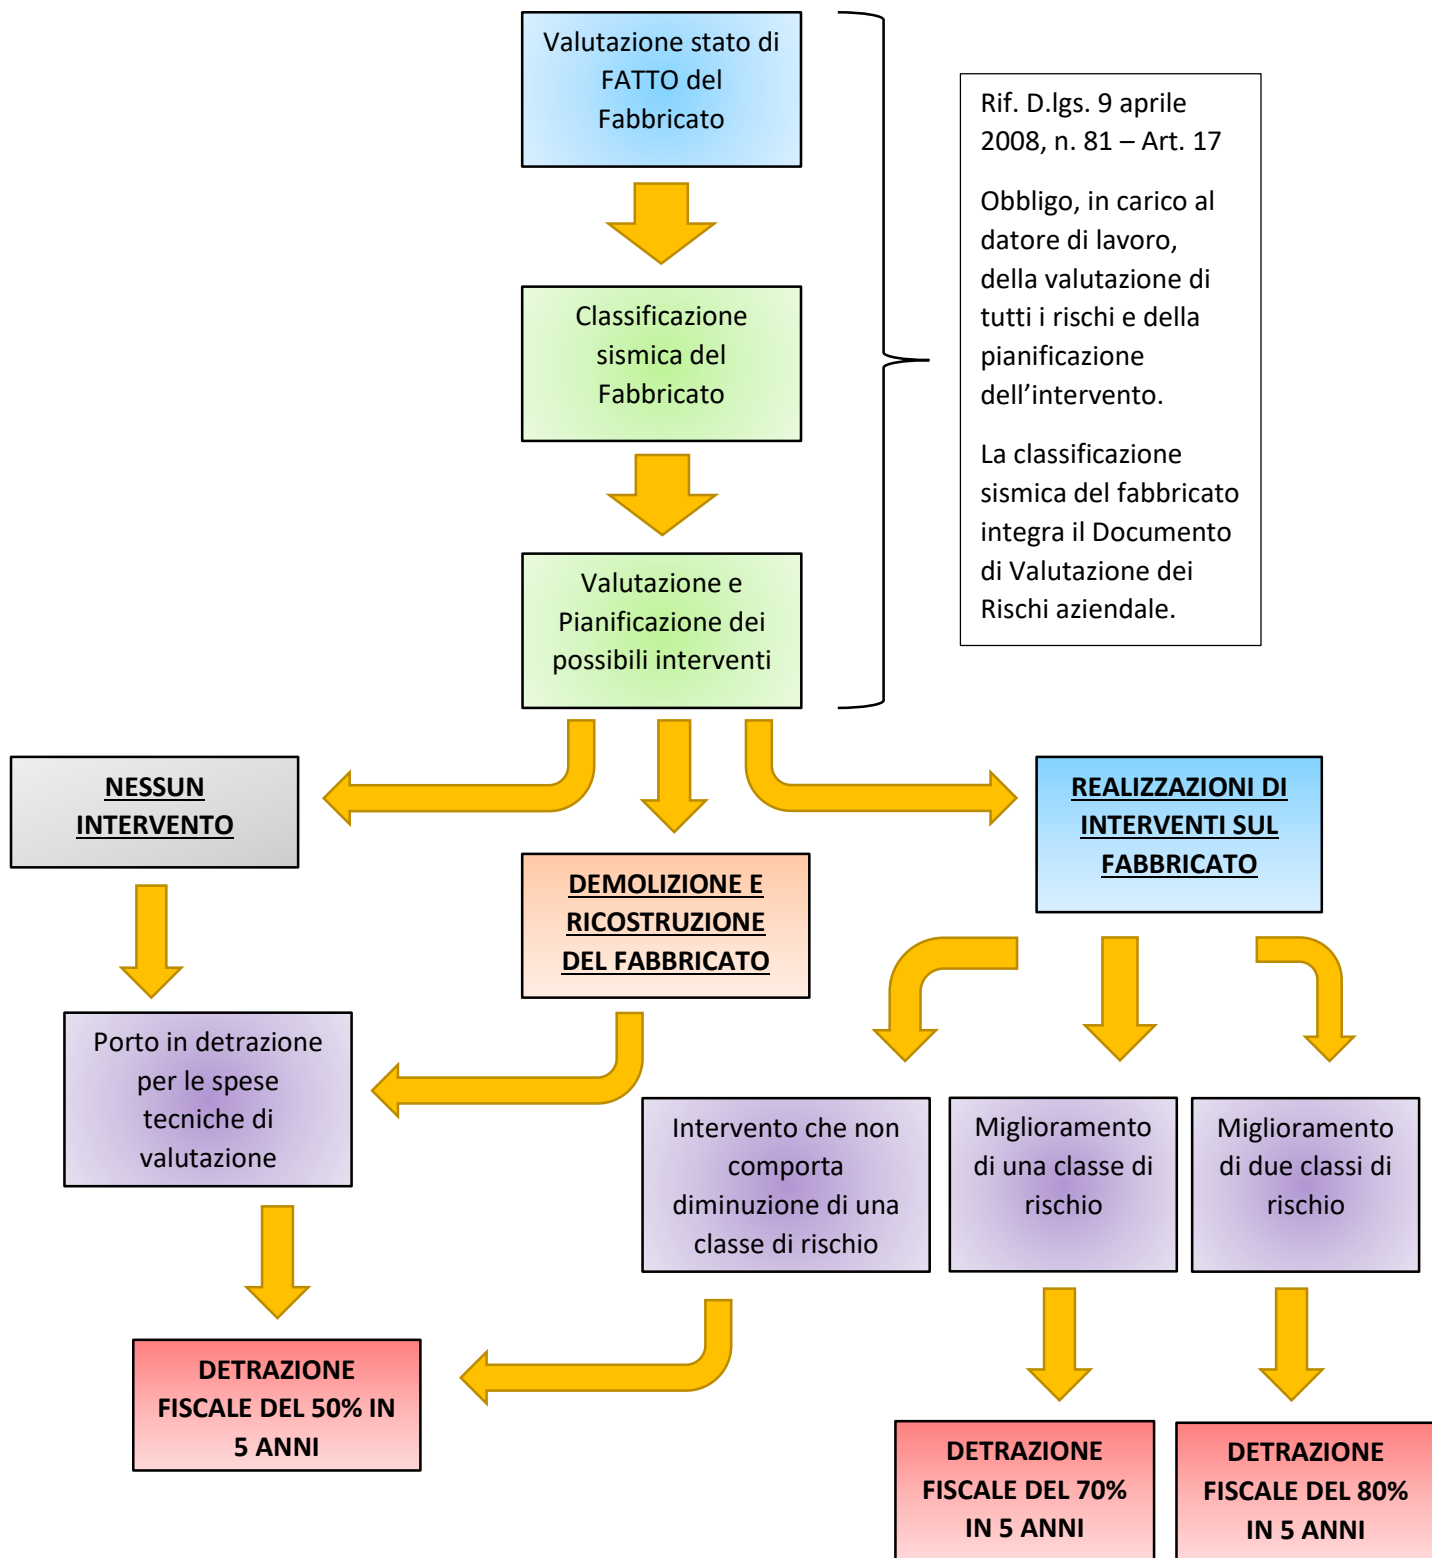 Valutazione stato di
FATTO del
Fabbricato
Rif. D.lgs. 9 aprile
2008, n. 81 – Art. 17
Obbligo, in carico al
datore di lavoro,
della valutazione di
tutti i rischi e della
pianificazione
dell’intervento.
La classificazione
sismica del fabbricato
integra il Documento
di Valutazione dei
Rischi aziendale.
Classificazione
sismica del
Fabbricato
Valutazione e
Pianificazione dei
possibili interventi
NESSUN
INTERVENTO
DEMOLIZIONE E
RICOSTRUZIONE
DEL FABBRICATO
REALIZZAZIONI DI
INTERVENTI SUL
FABBRICATO
Porto in detrazione
per le spese
tecniche di
valutazione
Intervento che non
comporta
diminuzione di una
classe di rischio
Miglioramento
di una classe di
rischio
Miglioramento
di due classi di
rischio
DETRAZIONE
FISCALE DEL 50% IN
5 ANNI
DETRAZIONE
FISCALE DEL 70%
IN 5 ANNI
DETRAZIONE
FISCALE DEL 80%
IN 5 ANNI